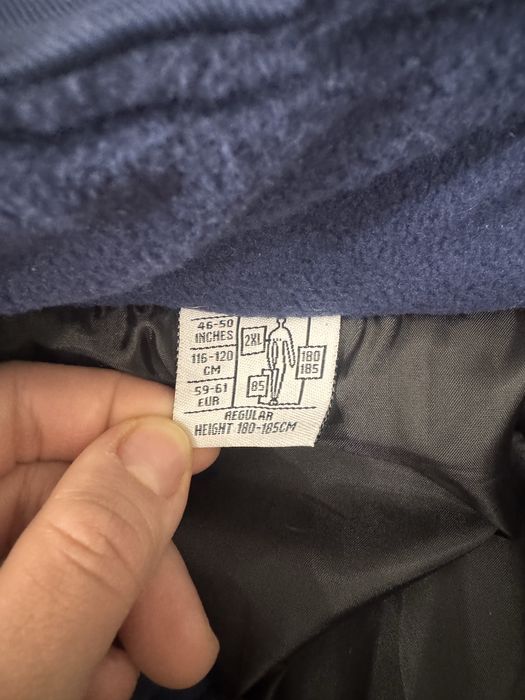 46-50
INCHES
116-120
CM
59-61
EUR
2XL
180
185
85
REGULAR
HEIGHT 180-185CM